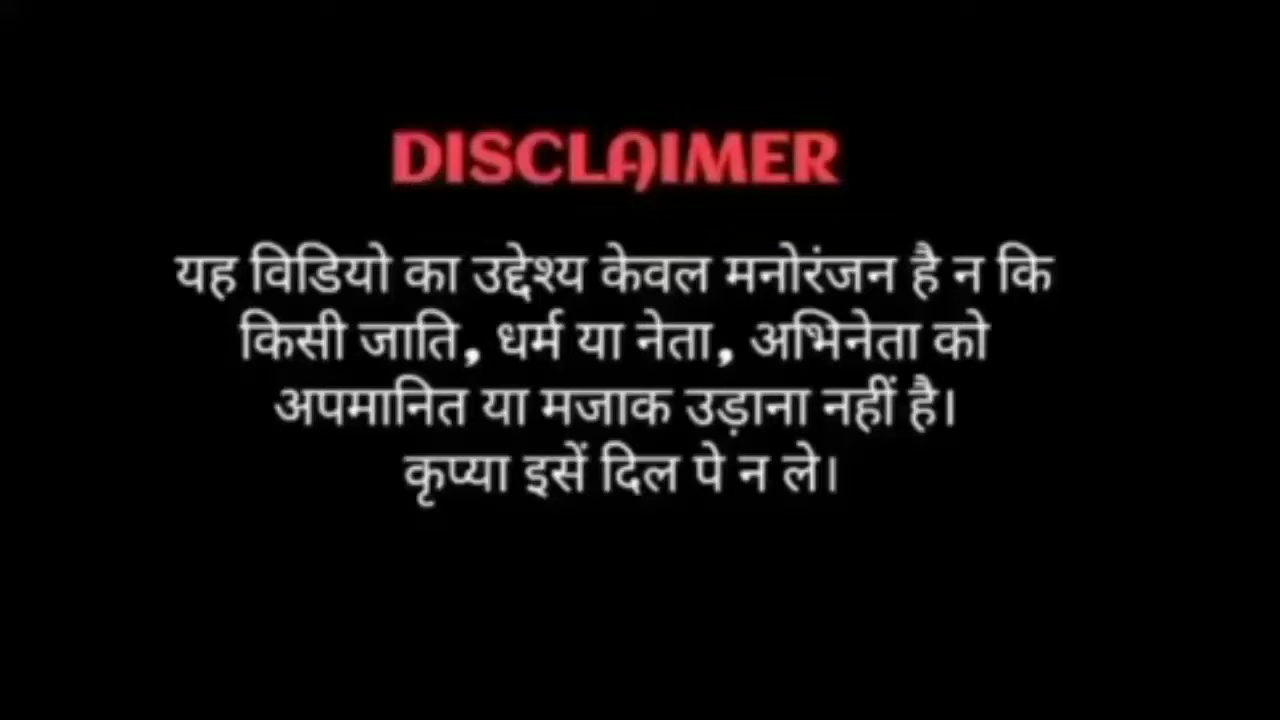 DISCLAIMER
यह विडियो का उद्देश्य केवल मनोरंजन है न कि
किसी जाति, धर्म या नेता, अभिनेता को
अपमानित या मजाक उड़ाना नहीं है।
कृप्या इसें दिल पे न ले।